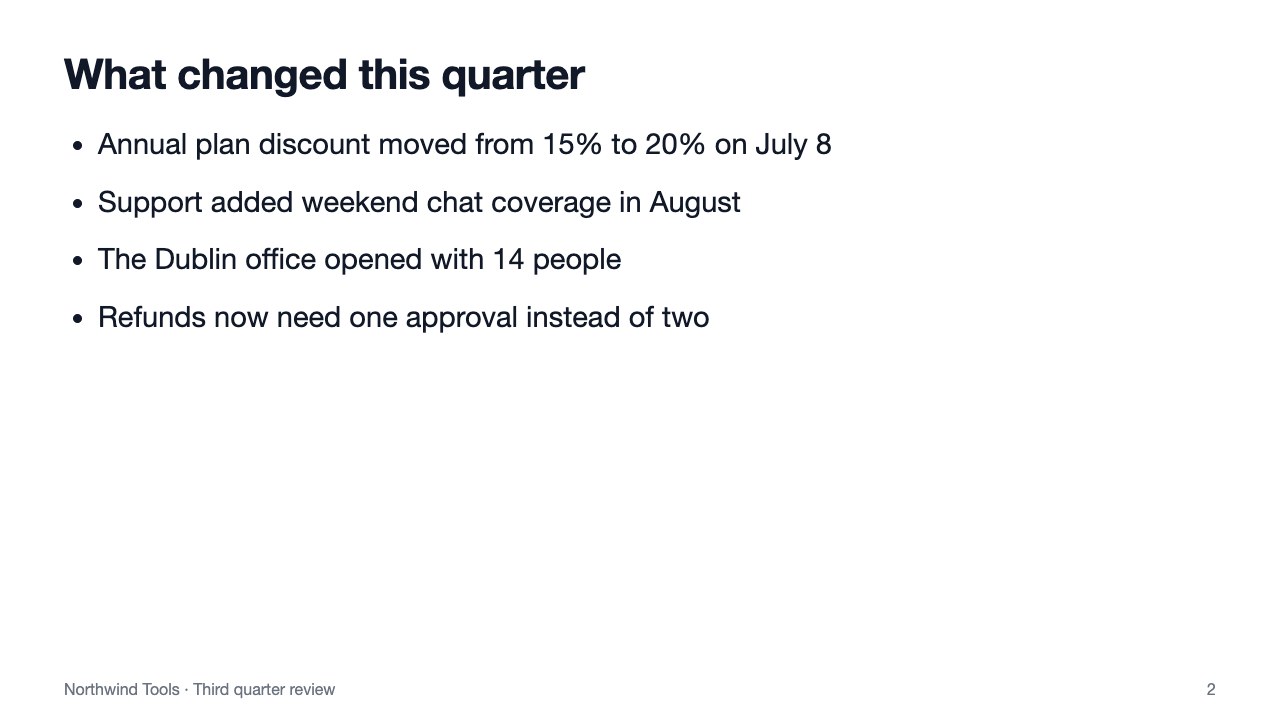 What changed this quarter
• Annual plan discount moved from 15% to 20% on July 8
• Support added weekend chat coverage in August
• The Dublin office opened with 14 people
• Refunds now need one approval instead of two
Northwind Tools · Third quarter review
2